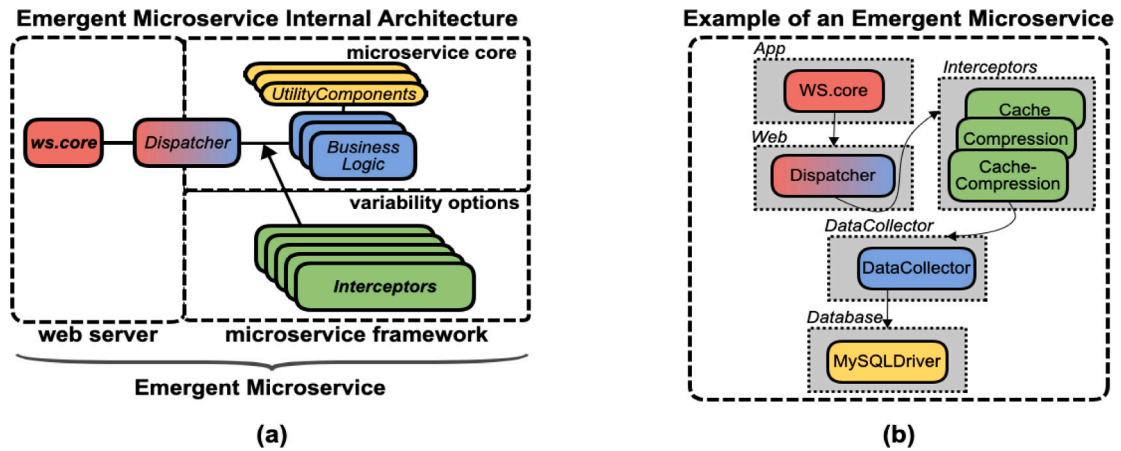 Emergent Microservice Internal Architecture
microservice core
UtilityComponents
ws.core
Dispatcher
Business
Logic
variability options
Interceptors
web server
microservice framework
Emergent Microservice
(a)
Example of an Emergent Microservice
App
WS.core
Interceptors
Cache
Compression
Cache-
Compression
Web
Dispatcher
DataCollector
DataCollector
Database
MySQLDriver
(b)